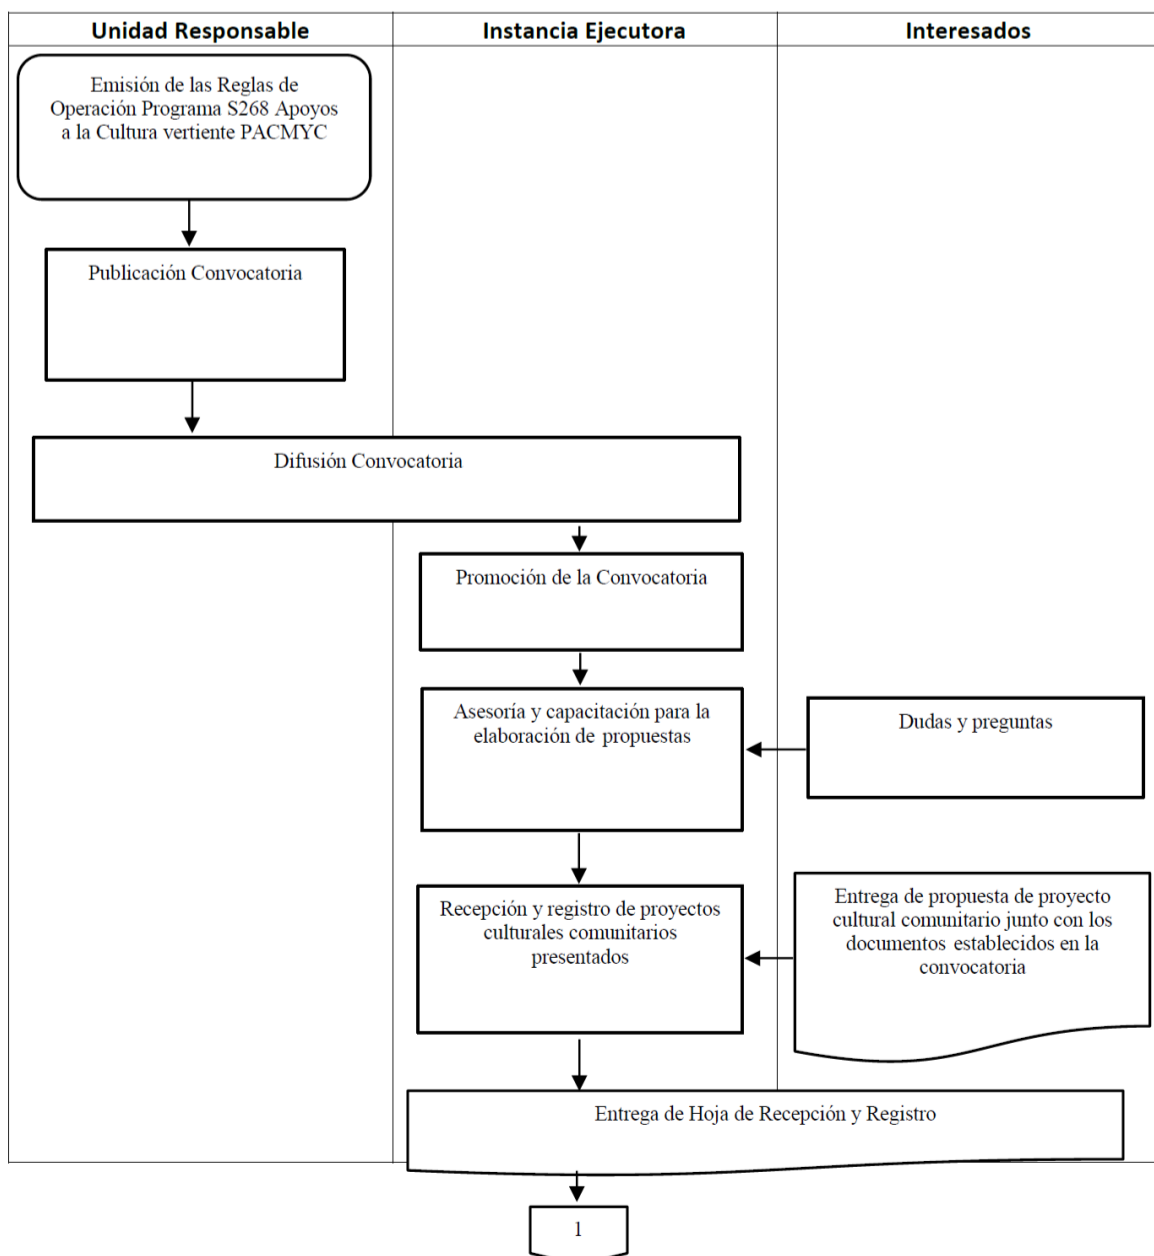 Unidad Responsable
Instancia Ejecutora
Interesados
Emisión de las Reglas de
Operación Programa S268 Apoyos
a la Cultura vertiente PACMYC
Publicación Convocatoria
Difusión Convocatoria
Promoción de la Convocatoria
Asesoría y capacitación para la
elaboración de propuestas
Dudas y preguntas
Recepción y registro de proyectos
culturales comunitarios
presentados
Entrega de propuesta de proyecto
cultural comunitario junto con los
documentos establecidos en la
convocatoria
Entrega de Hoja de Recepción y Registro
1